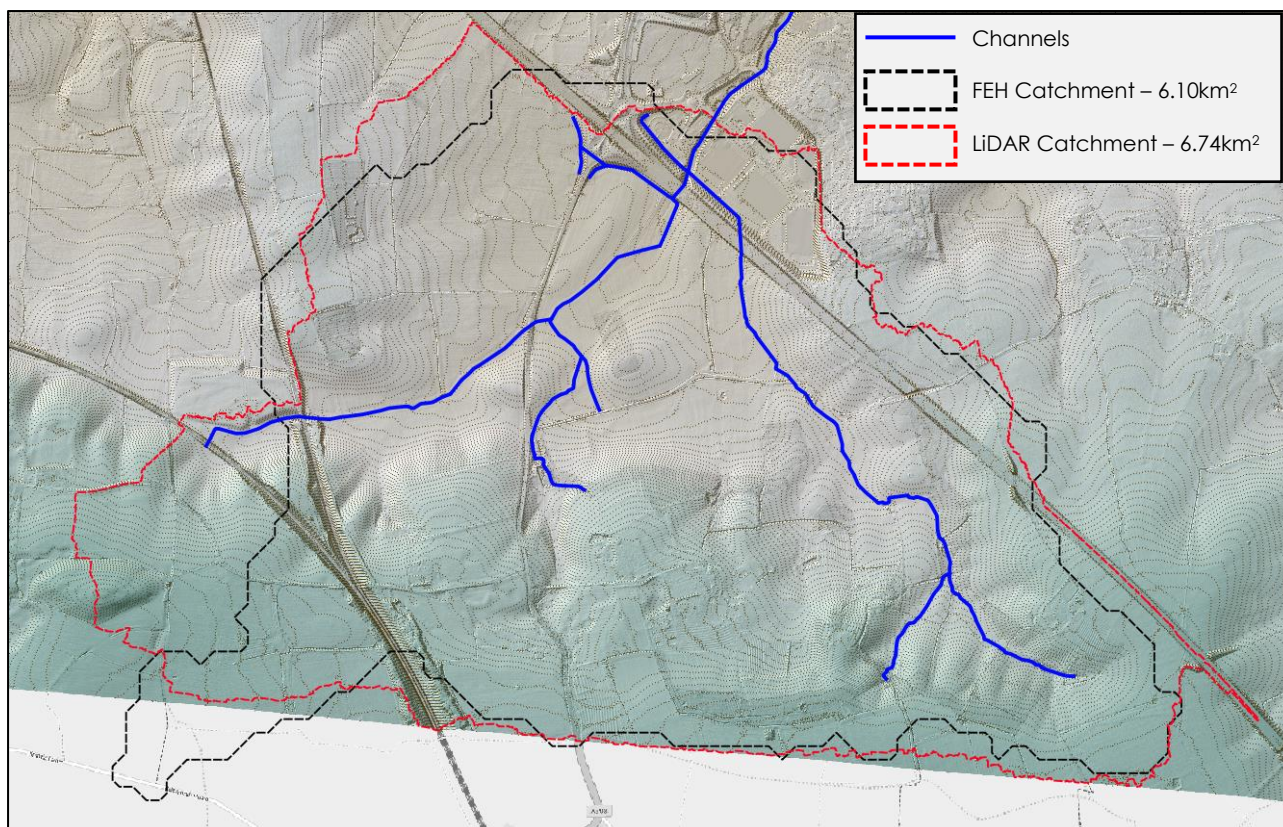 Channels
FEH Catchment – 6.10km²
LiDAR Catchment – 6.74km²